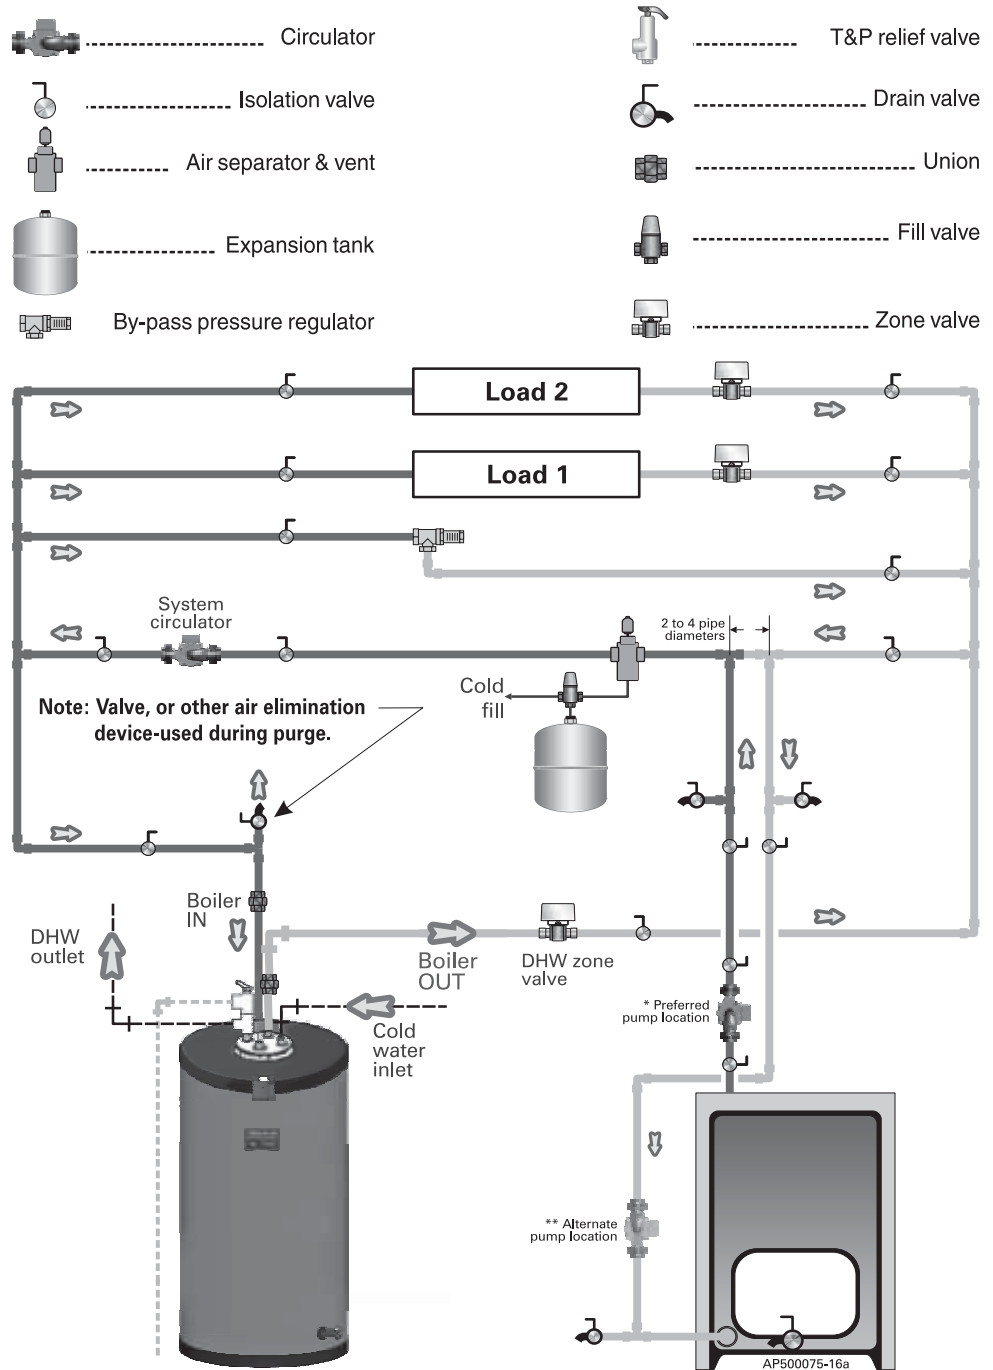 Circulator
T&P relief valve
Isolation valve
Drain valve
Air separator & vent
Union
Expansion tank
Fill valve
By-pass pressure regulator
Zone valve
Load 2
Load 1
System
circulator
2 to 4 pipe
diameters
Cold
fill
Note: Valve, or other air elimination
device-used during purge.
Boiler
IN
DHW
outlet
Boiler
OUT
DHW zone
valve
* Preferred
pump location
Cold
water
inlet
** Alternate
pump location
AP500075-16a